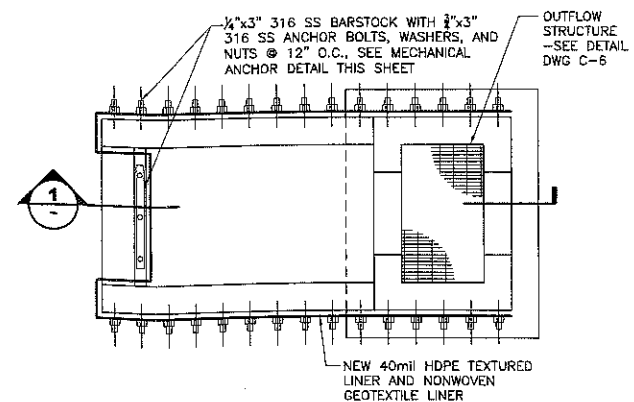 ¼"x3" 316 SS BARSTOCK WITH ¾"x3"
316 SS ANCHOR BOLTS, WASHERS, AND
NUTS @ 12" O.C., SEE MECHANICAL
ANCHOR DETAIL THIS SHEET
OUTFLOW
STRUCTURE
-SEE DETAIL
DWG C-6
1
-
NEW 40mil HDPE TEXTURED
LINER AND NONWOVEN
GEOTEXTILE LINER